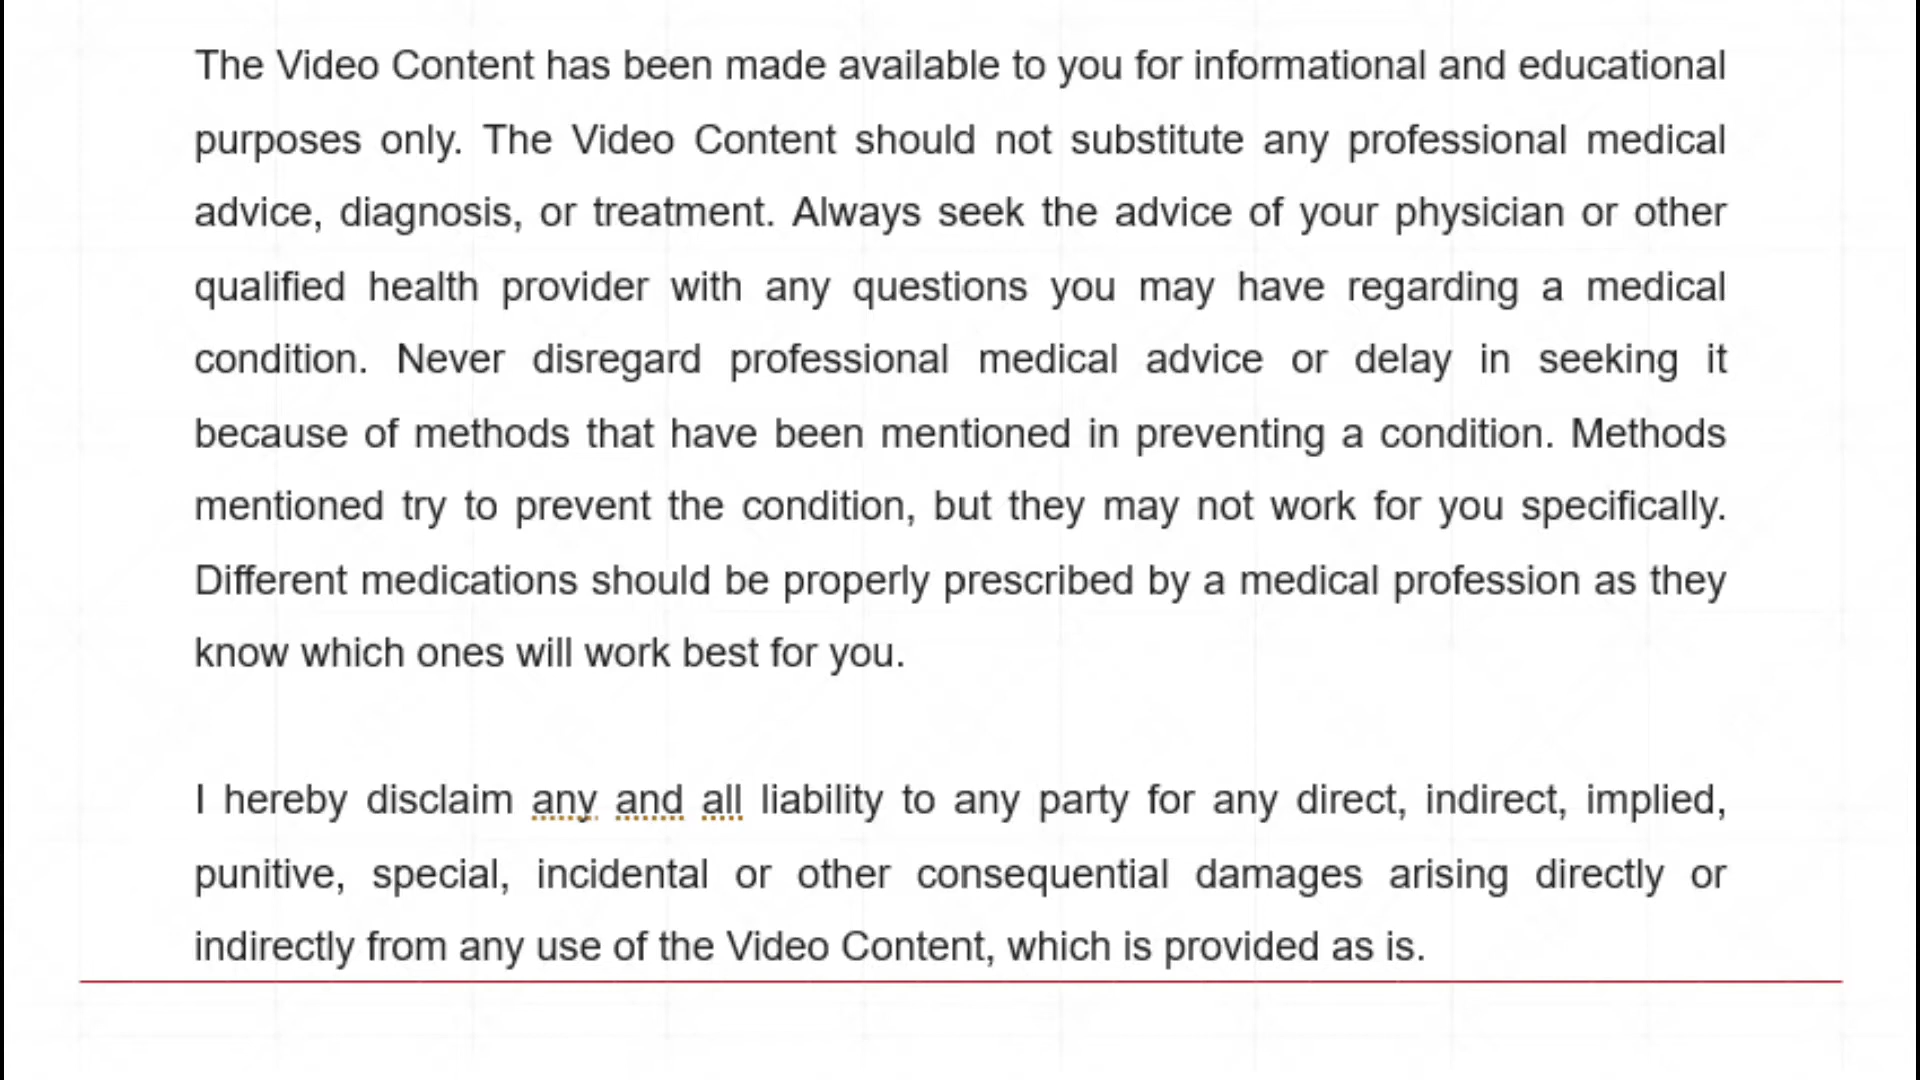 The Video Content has been made available to you for informational and educational
purposes only. The Video Content should not substitute any professional medical
advice, diagnosis, or treatment. Always seek the advice of your physician or other
qualified health provider with any questions you may have regarding a medical
condition. Never disregard professional medical advice or delay in seeking it
because of methods that have been mentioned in preventing a condition. Methods
mentioned try to prevent the condition, but they may not work for you specifically.
Different medications should be properly prescribed by a medical profession as they
know which ones will work best for you.
I hereby disclaim any and all liability to any party for any direct, indirect, implied,
punitive, special, incidental or other consequential damages arising directly or
indirectly from any use of the Video Content, which is provided as is.